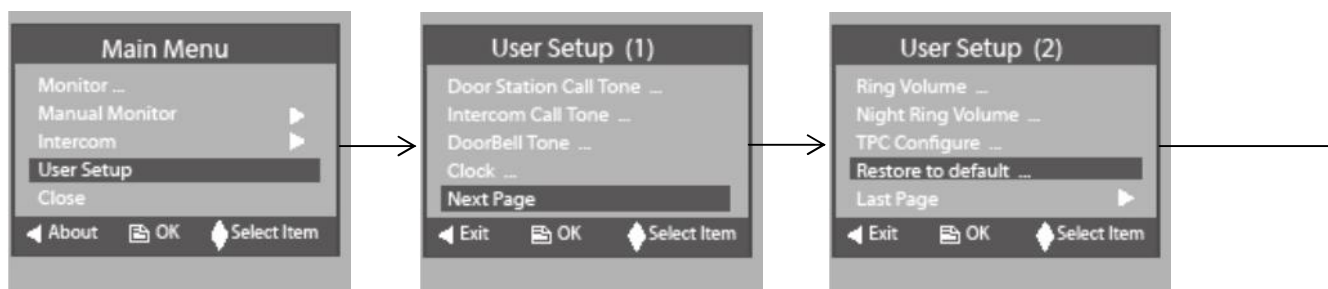 Main Menu
Monitor ...
Manual Monitor
Intercom
User Setup
Close
About OK Select Item
User Setup (1)
Door Station Call Tone ...
Intercom Call Tone ...
DoorBell Tone ...
Clock ...
Next Page
Exit OK Select Item
User Setup (2)
Ring Volume ...
Night Ring Volume ...
TPC Configure ...
Restore to default ...
Last Page
Exit OK Select Item